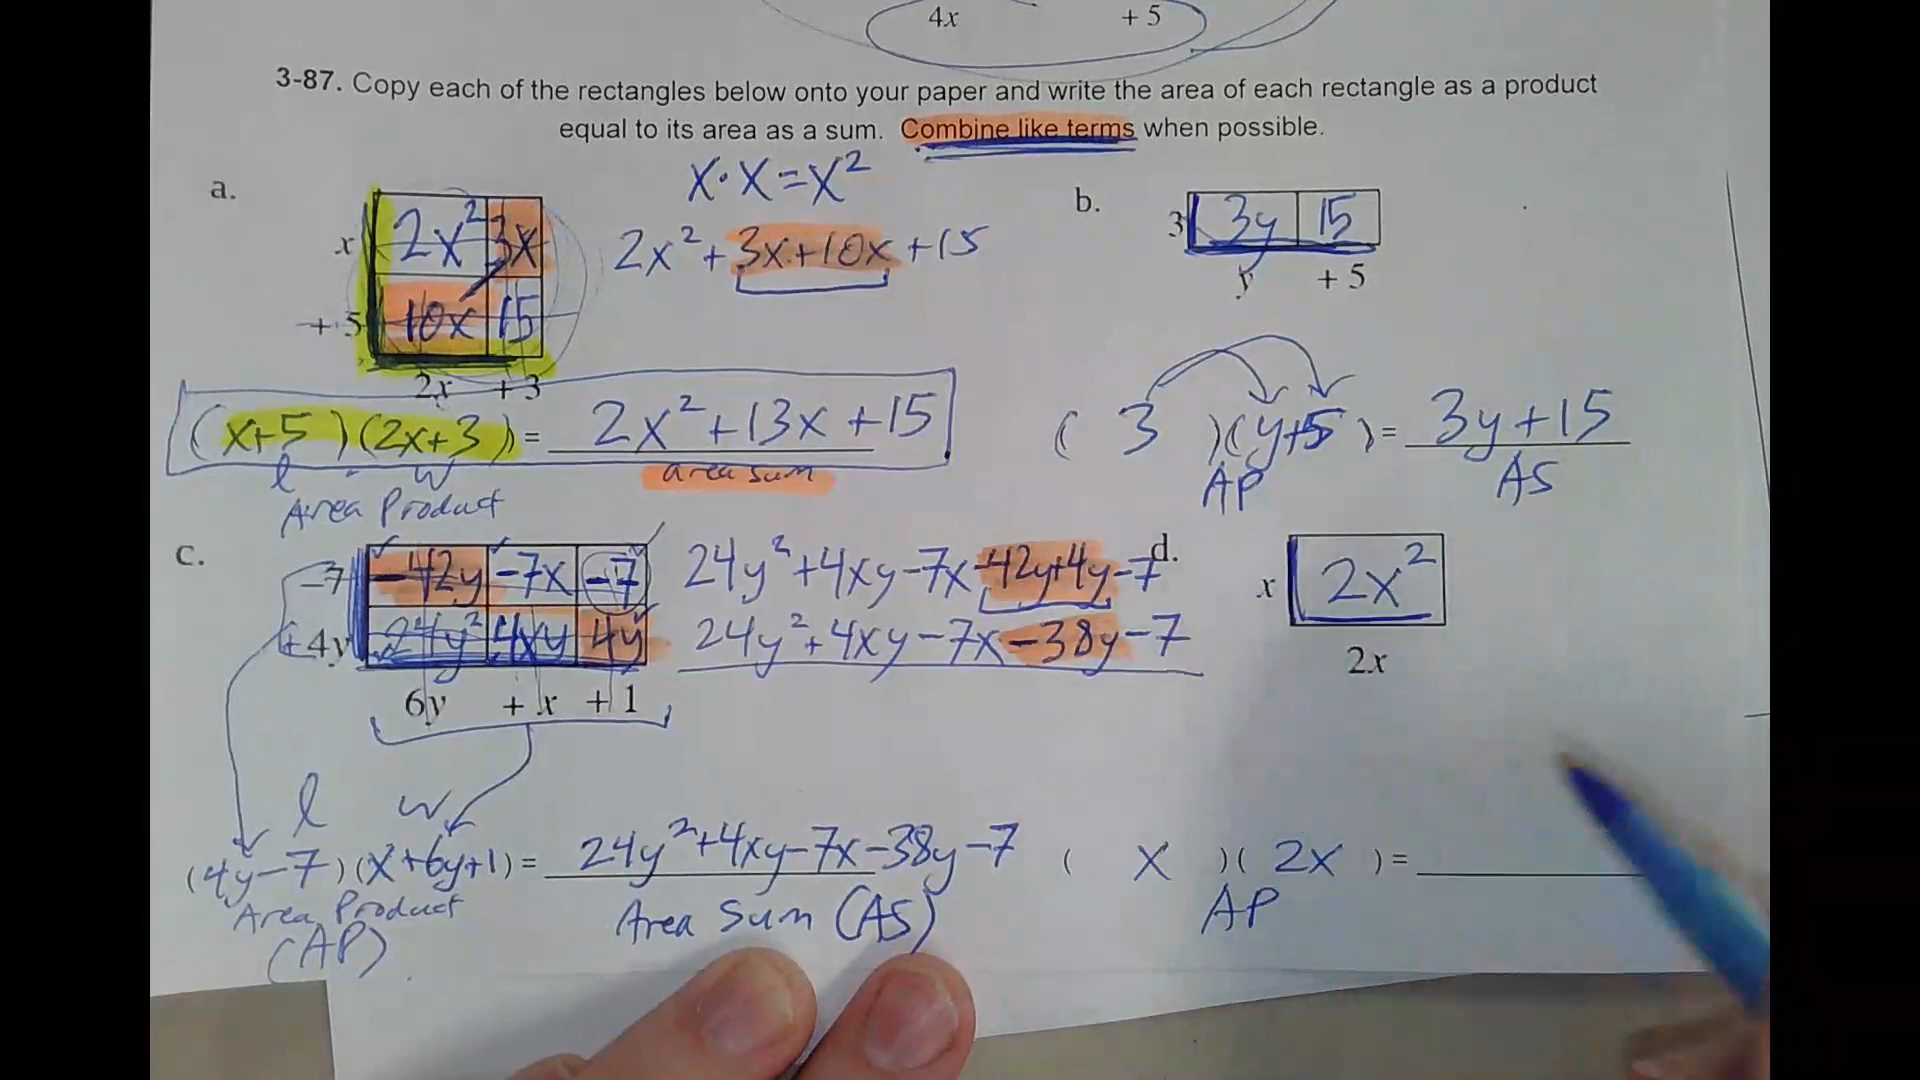 4x + 5
3-87. Copy each of the rectangles below onto your paper and write the area of each rectangle as a product
equal to its area as a sum. Combine like terms when possible.
x·x=x²
a.
x 2x² 3x
+ 5 10x 15
2x + 3
2x²+3x+10x+15
(x+5)(2x+3)= 2x²+13x+15
l · w area sum
Area Product
b.
3 3y 15
y + 5
(3)(y+5)= 3y+15
AP AS
c.
-7 -42y -7x -7
+4y 24y² 4xy 4y
6y + x + 1
24y²+4xy-7x-42y+4y-7
24y²+4xy-7x-38y-7
l w
(4y-7)(x+6y+1)= 24y²+4xy-7x-38y-7
Area Product Area Sum (AS)
(AP)
d.
x 2x²
2x
(x)(2x)=
AP